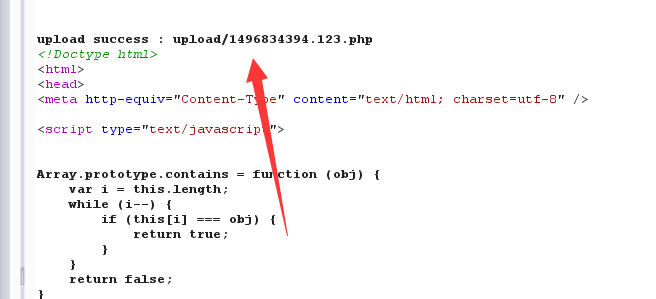 upload success : upload/1496834394.123.php
<!Doctype html>
<html>
<head>
<meta http-equiv="Content-Type" content="text/html; charset=utf-8" />
<script type="text/javascript">
Array.prototype.contains = function (obj) {
var i = this.length;
while (i--) {
if (this[i] === obj) {
return true;
}
}
return false;
}